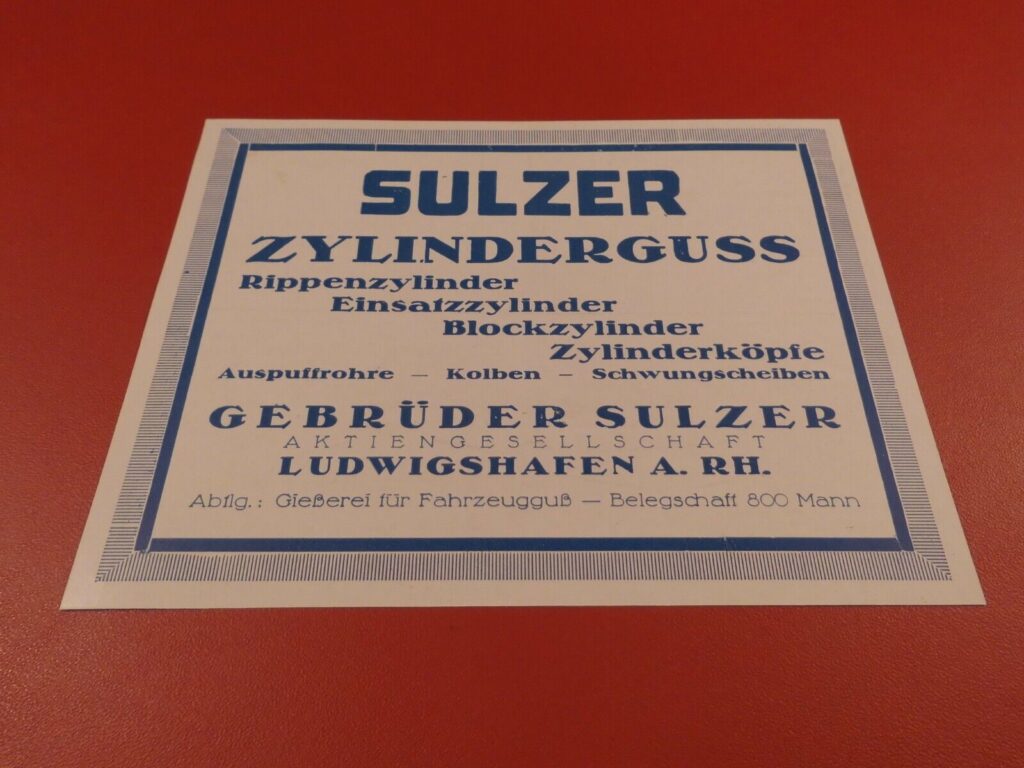 SULZER
ZYLINDERGUSS
Rippenzylinder
Einsatzzylinder
Blockzylinder
Zylinderköpfe
Auspuffrohre – Kolben – Schwungscheiben
GEBRÜDER SULZER
AKTIENGESELLSCHAFT
LUDWIGSHAFEN A. RH.
Abtlg.: Gießerei für Fahrzeugguß — Belegschaft 800 Mann